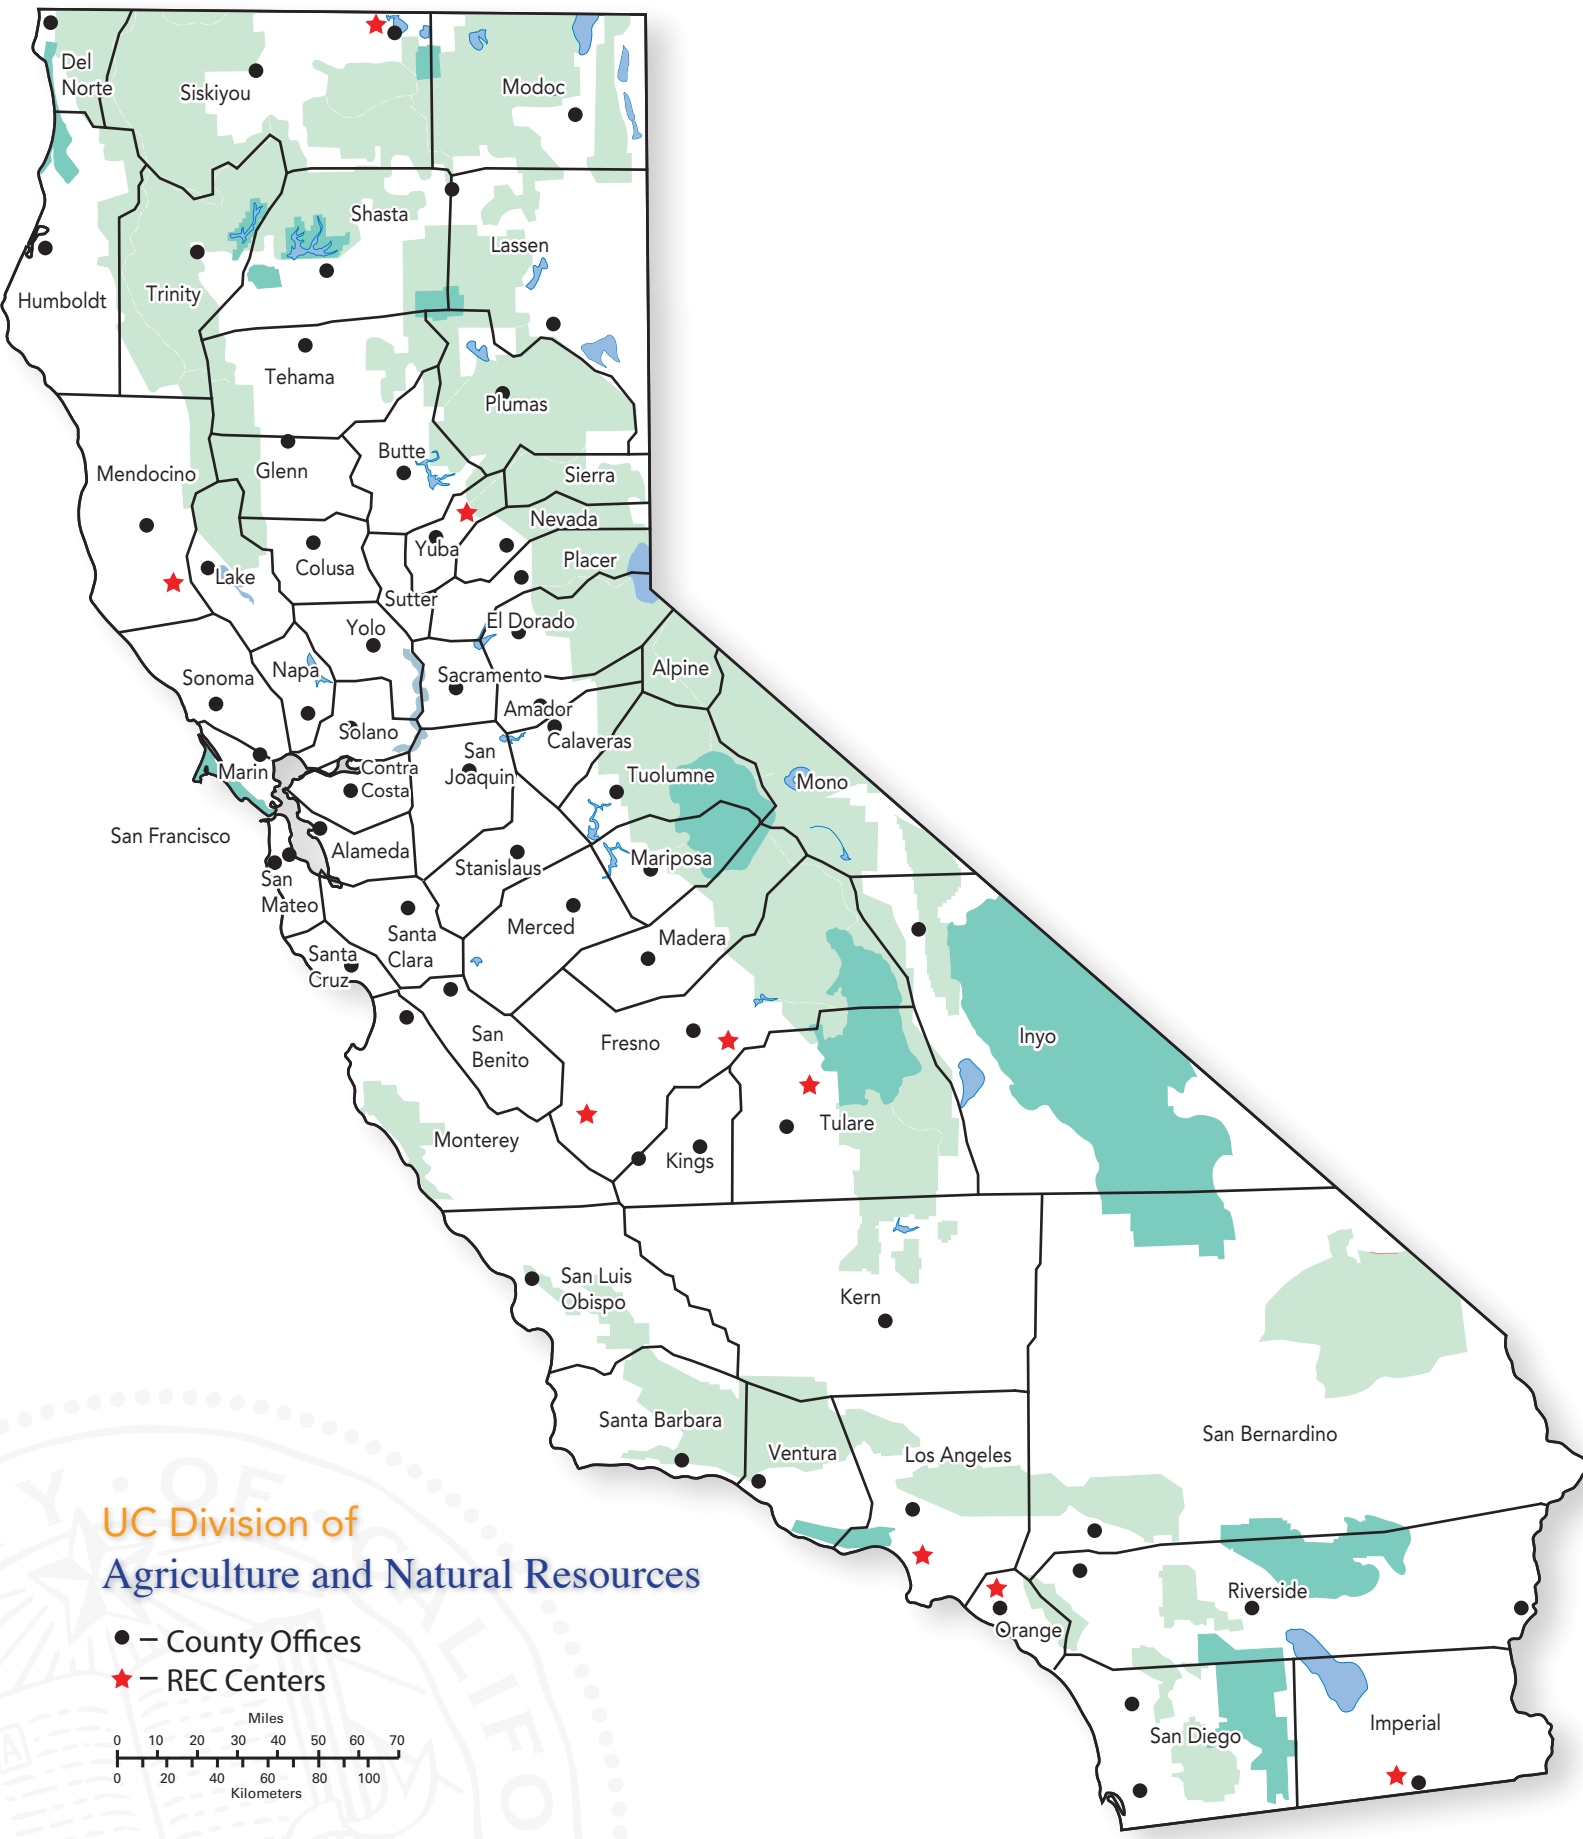 Del
Norte
Siskiyou
Modoc
Shasta
Lassen
Humboldt
Trinity
Tehama
Plumas
Mendocino
Glenn
Butte
Sierra
Nevada
Lake
Colusa
Yuba
Placer
Sutter
El Dorado
Yolo
Sonoma
Napa
Sacramento
Alpine
Amador
Solano
Calaveras
Marin
Contra
Costa
San
Joaquin
Tuolumne
Mono
San Francisco
Alameda
Stanislaus
Mariposa
San
Mateo
Santa
Clara
Merced
Madera
Santa
Cruz
San
Benito
Fresno
Inyo
Monterey
Kings
Tulare
San Luis
Obispo
Kern
Santa Barbara
Ventura
Los Angeles
San Bernardino
Riverside
Orange
San Diego
Imperial
Y · OF CALIFO
UC Division of
Agriculture and Natural Resources
– County Offices
– REC Centers
Miles
0 10 20 30 40 50 60 70
0 20 40 60 80 100
Kilometers